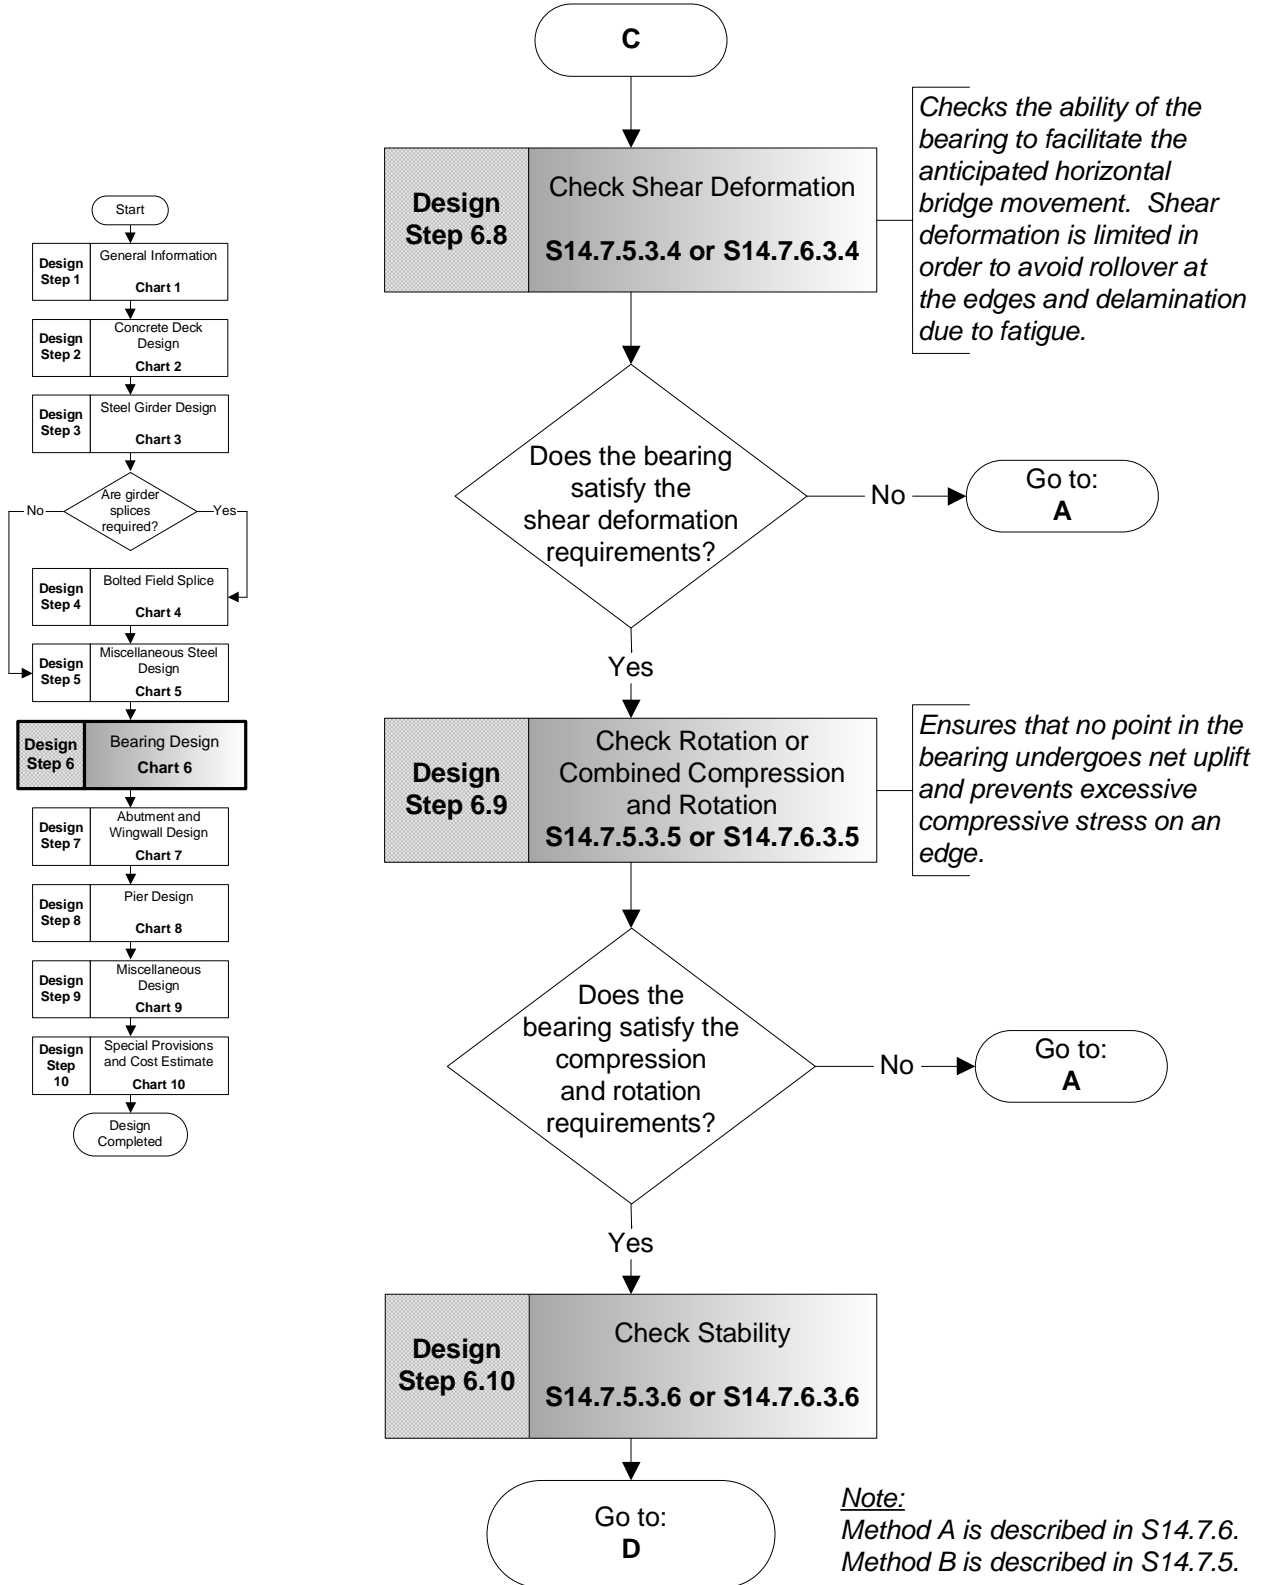 Start
Design
Step 1
General Information
Chart 1
Design
Step 2
Concrete Deck
Design
Chart 2
Design
Step 3
Steel Girder Design
Chart 3
Are girder
splices
required?
No
Yes
Design
Step 4
Bolted Field Splice
Chart 4
Design
Step 5
Miscellaneous Steel
Design
Chart 5
Design
Step 6
Bearing Design
Chart 6
Design
Step 7
Abutment and
Wingwall Design
Chart 7
Design
Step 8
Pier Design
Chart 8
Design
Step 9
Miscellaneous
Design
Chart 9
Design
Step
10
Special Provisions
and Cost Estimate
Chart 10
Design
Completed
C
Design
Step 6.8
Check Shear Deformation
S14.7.5.3.4 or S14.7.6.3.4
Checks the ability of the
bearing to facilitate the
anticipated horizontal
bridge movement.  Shear
deformation is limited in
order to avoid rollover at
the edges and delamination
due to fatigue.
Does the bearing
satisfy the
shear deformation
requirements?
No
Go to:
A
Yes
Design
Step 6.9
Check Rotation or
Combined Compression
and Rotation
S14.7.5.3.5 or S14.7.6.3.5
Ensures that no point in the
bearing undergoes net uplift
and prevents excessive
compressive stress on an
edge.
Does the
bearing satisfy the
compression
and rotation
requirements?
No
Go to:
A
Yes
Design
Step 6.10
Check Stability
S14.7.5.3.6 or S14.7.6.3.6
Go to:
D
Note:
Method A is described in S14.7.6.
Method B is described in S14.7.5.